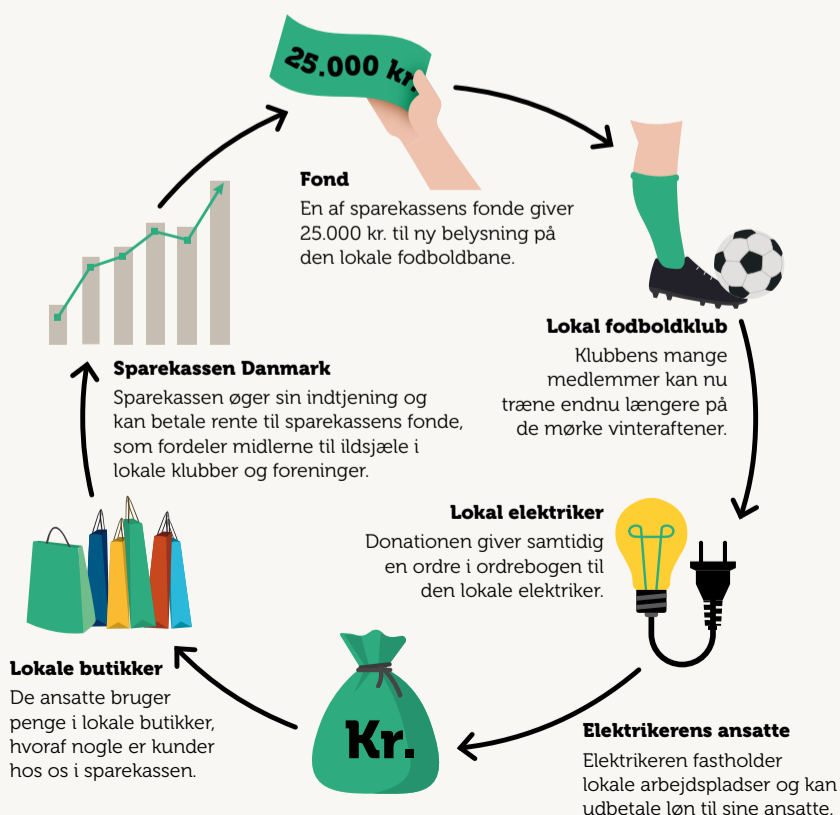 25.000 kr.
Fond
En af sparekassens fonde giver
25.000 kr. til ny belysning på
den lokale fodboldbane.
Lokal fodboldklub
Klubbens mange
medlemmer kan nu
træne endnu længere på
de mørke vinteraftener.
Lokal elektriker
Donationen giver samtidig
en ordre i ordrebogen til
den lokale elektriker.
Elektrikerens ansatte
Elektrikeren fastholder
lokale arbejdspladser og kan
udbetale løn til sine ansatte.
Kr.
Lokale butikker
De ansatte bruger
penge i lokale butikker,
hvoraf nogle er kunder
hos os i sparekassen.
Sparekassen Danmark
Sparekassen øger sin indtjening og
kan betale rente til sparekassens fonde,
som fordeler midlerne til ildsjæle i
lokale klubber og foreninger.